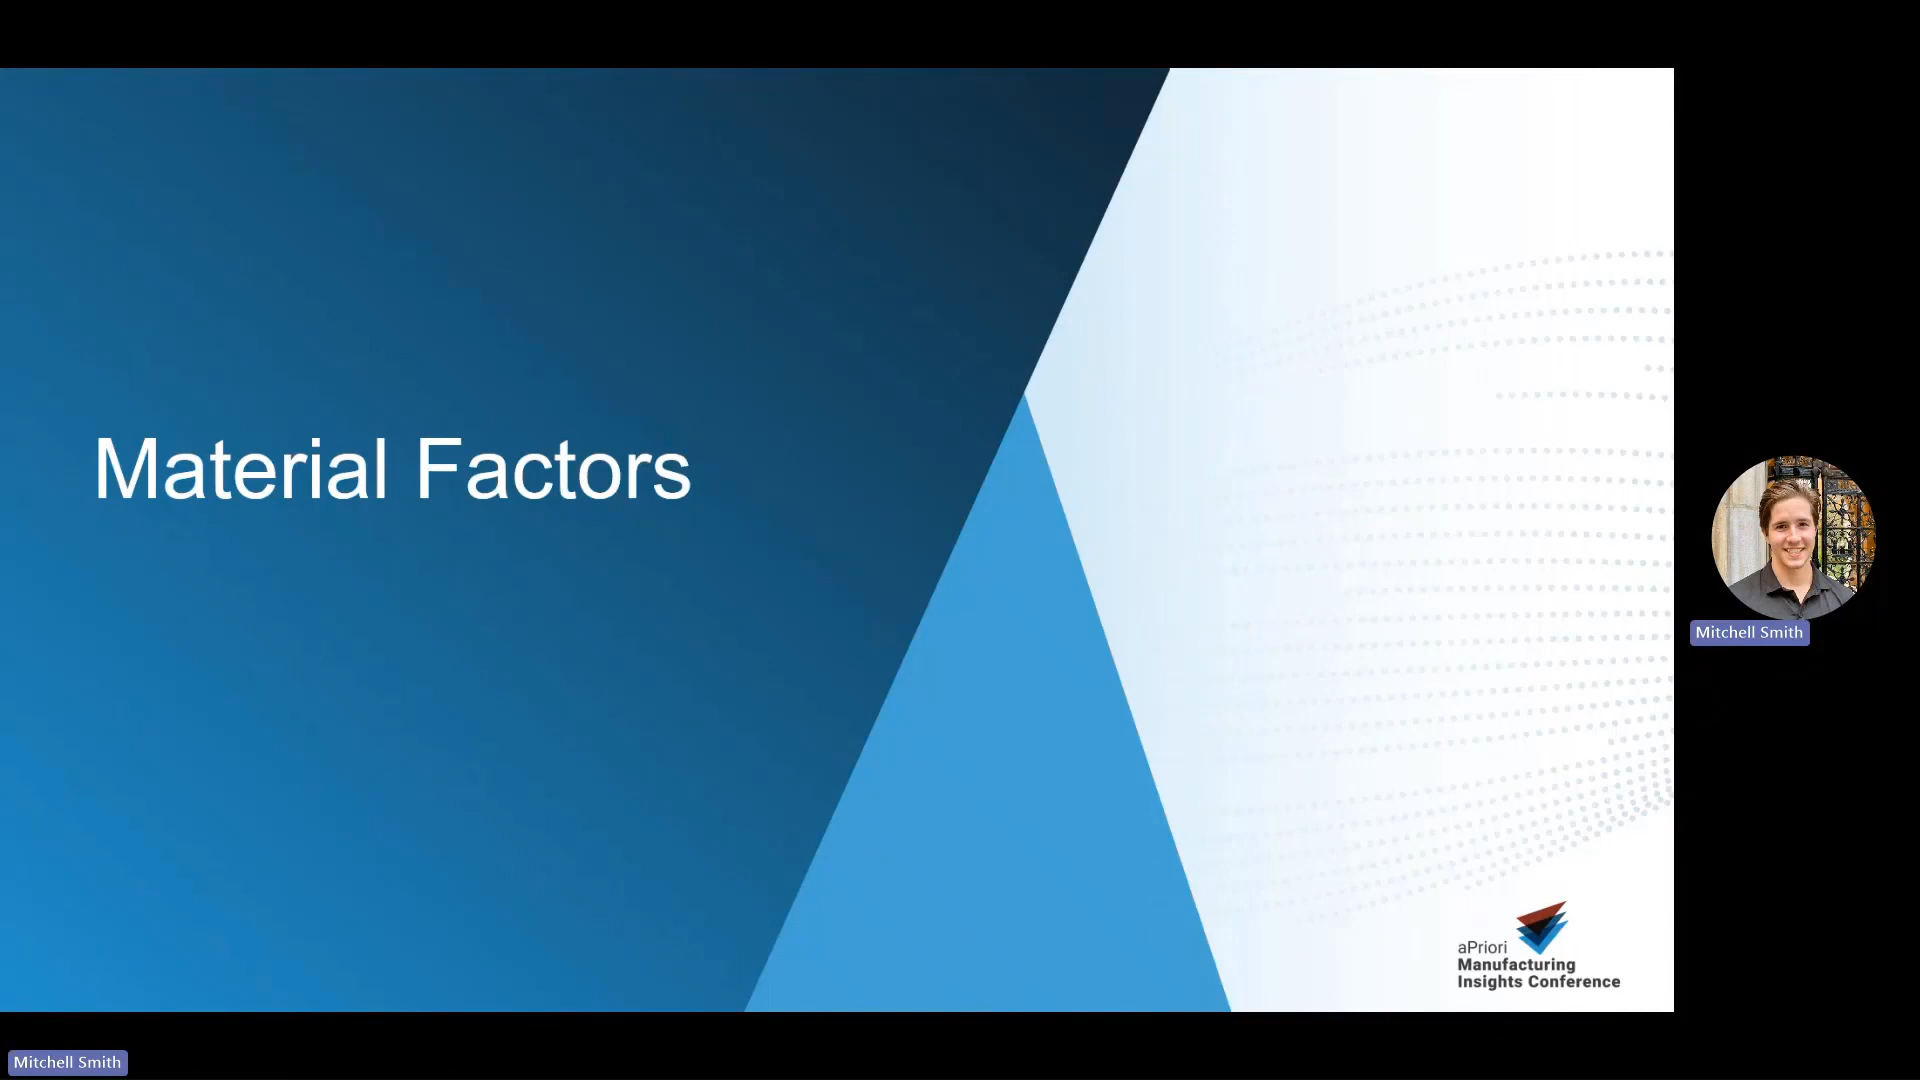 Material Factors
Mitchell Smith
aPriori
Manufacturing
Insights Conference
Mitchell Smith